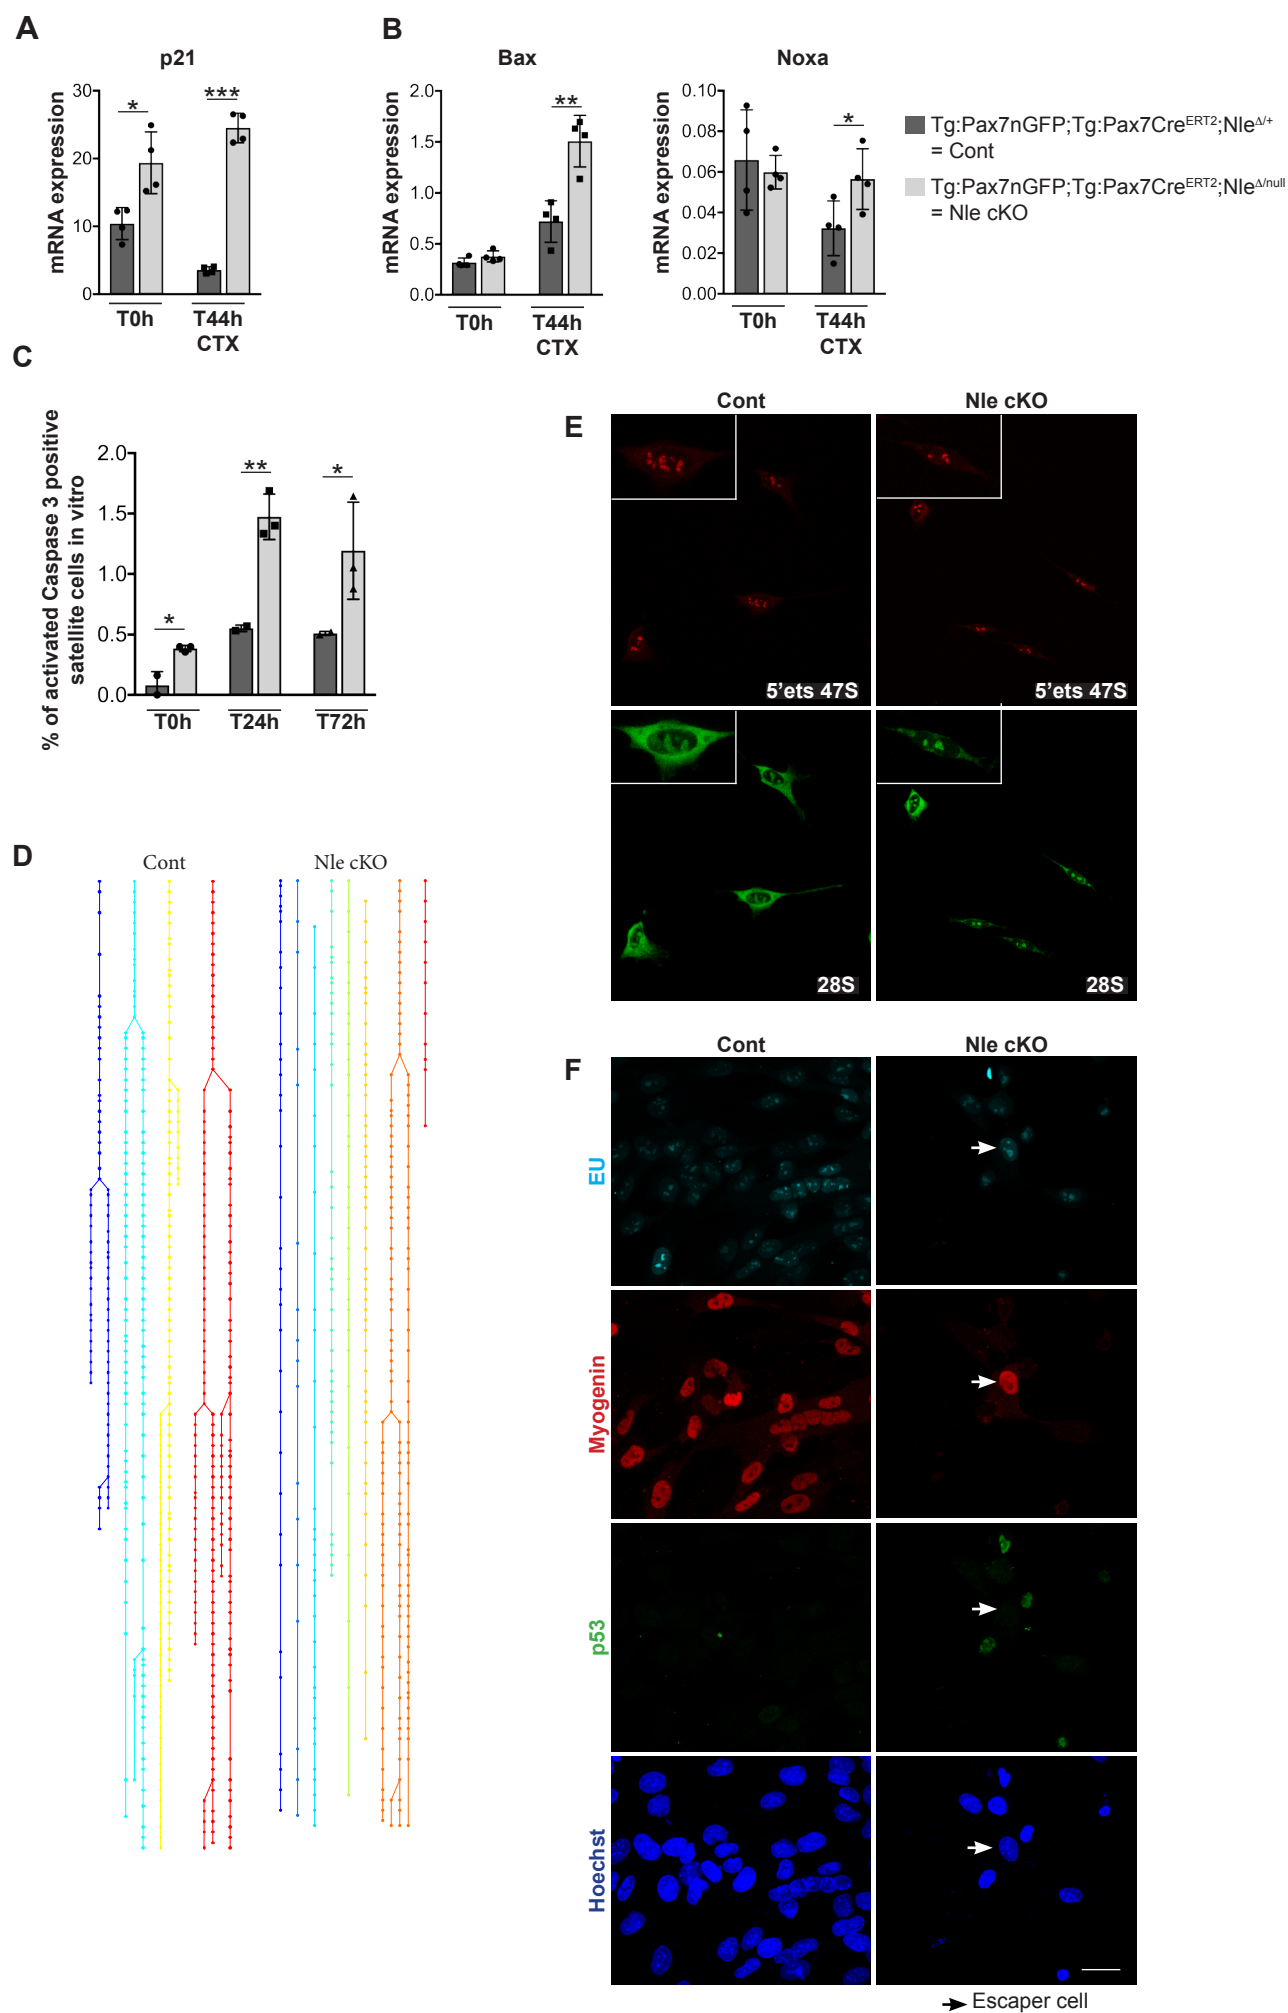 A
p21
mRNA expression
30
20
10
0
*
***
T0h
T44h
CTX
B
Bax
mRNA expression
2.0
1.5
1.0
0.5
0.0
**
T0h
T44h
CTX
Noxa
mRNA expression
0.10
0.08
0.06
0.04
0.02
0.00
*
T0h
T44h
CTX
Tg:Pax7nGFP;Tg:Pax7CreERT2;NleΔ/+
= Cont
Tg:Pax7nGFP;Tg:Pax7CreERT2;NleΔ/null
= Nle cKO
C
% of activated Caspase 3 positive
satellite cells in vitro
2.0
1.5
1.0
0.5
0.0
*
**
*
T0h
T24h
T72h
D
Cont
Nle cKO
E
Cont
Nle cKO
5'ets 47S
5'ets 47S
28S
28S
F
Cont
Nle cKO
EU
Myogenin
p53
Hoechst
Escaper cell